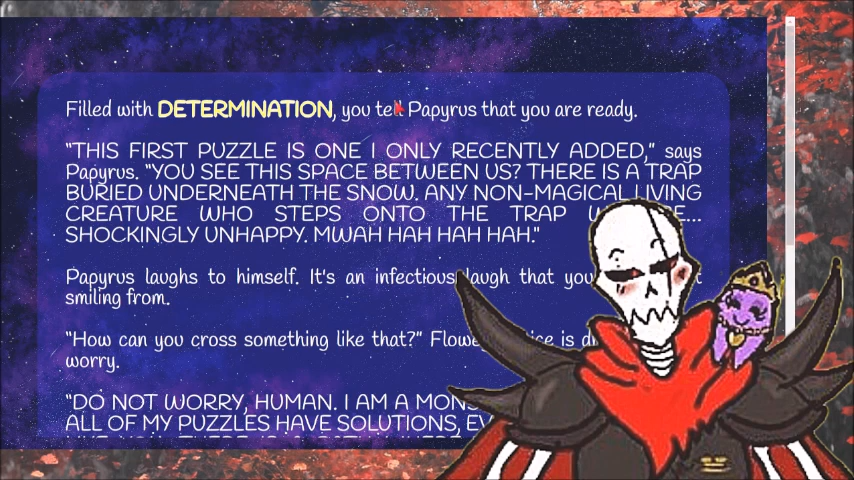 Filled with DETERMINATION, you tell Papyrus that you are ready.
"THIS FIRST PUZZLE IS ONE I ONLY RECENTLY ADDED," says
Papyrus. "YOU SEE THIS SPACE BETWEEN US? THERE IS A TRAP
BURIED UNDERNEATH THE SNOW. ANY NON-MAGICAL LIVING
CREATURE WHO STEPS ONTO THE TRAP
SHOCKINGLY UNHAPPY. MWAH HAH HAH HAH."
Papyrus laughs to himself. It's an infectious laugh that you
smiling from.
"How can you cross something like that?" is
worry.
"DO NOT WORRY, HUMAN. I AM A
ALL OF MY PUZZLES HAVE SOLUTIONS,